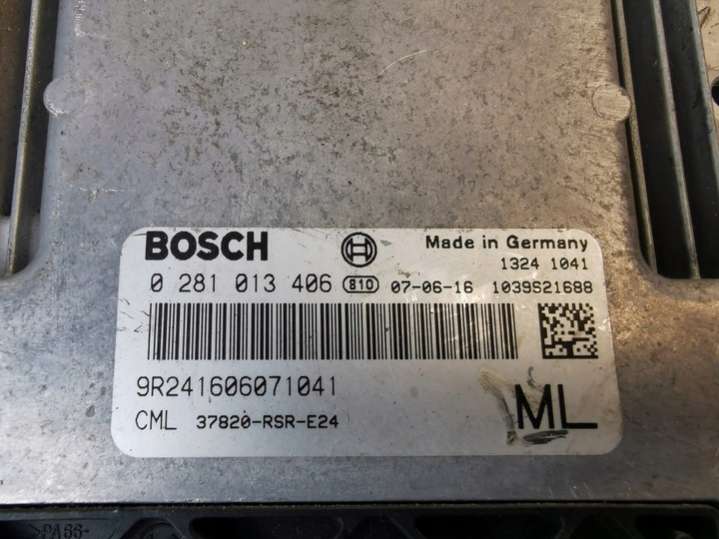 BOSCH
Made in Germany
1324 1041
0 281 013 406 810 07-06-16 1039S21688
9R241606071041
CML 37820-RSR-E24
ML
>PA66-